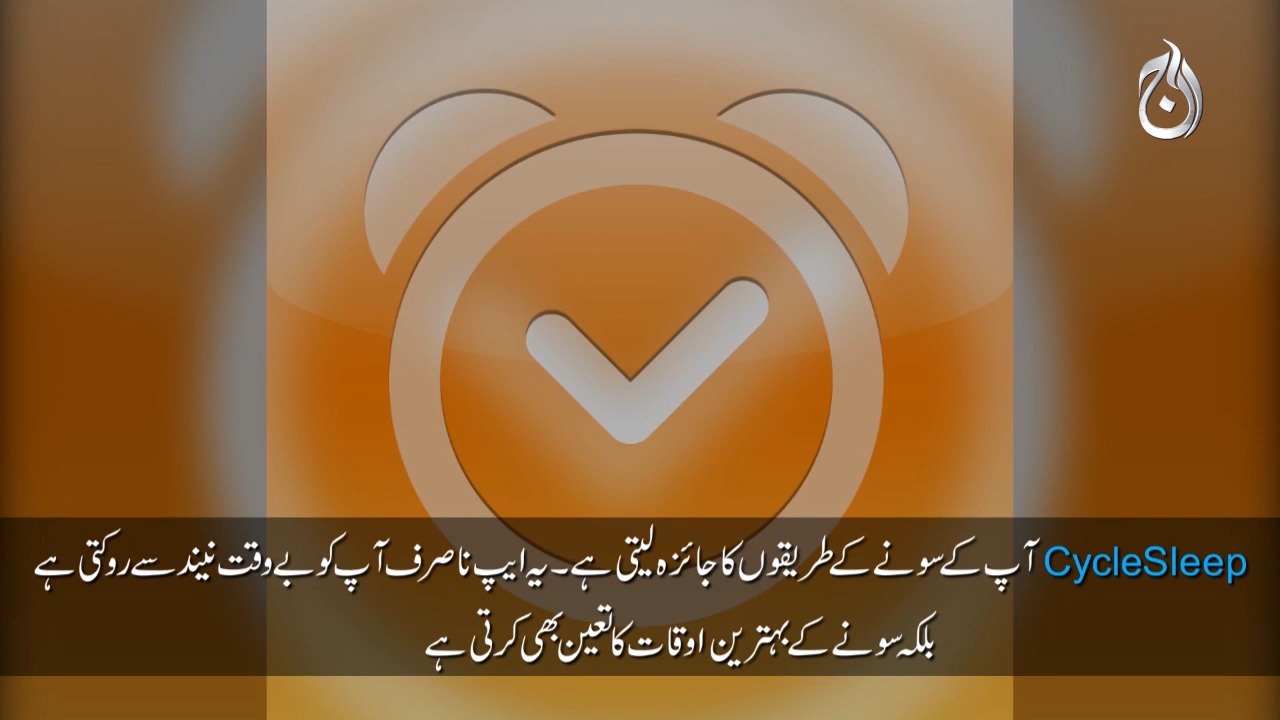 آج
CycleSleep آپ کے سونے کے طریقوں کا جائزہ لیتی ہے۔ یہ ایپ نا صرف آپ کو بے وقت نیند سے روکتی ہے
بلکہ سونے کے بہترین اوقات کا تعین بھی کرتی ہے